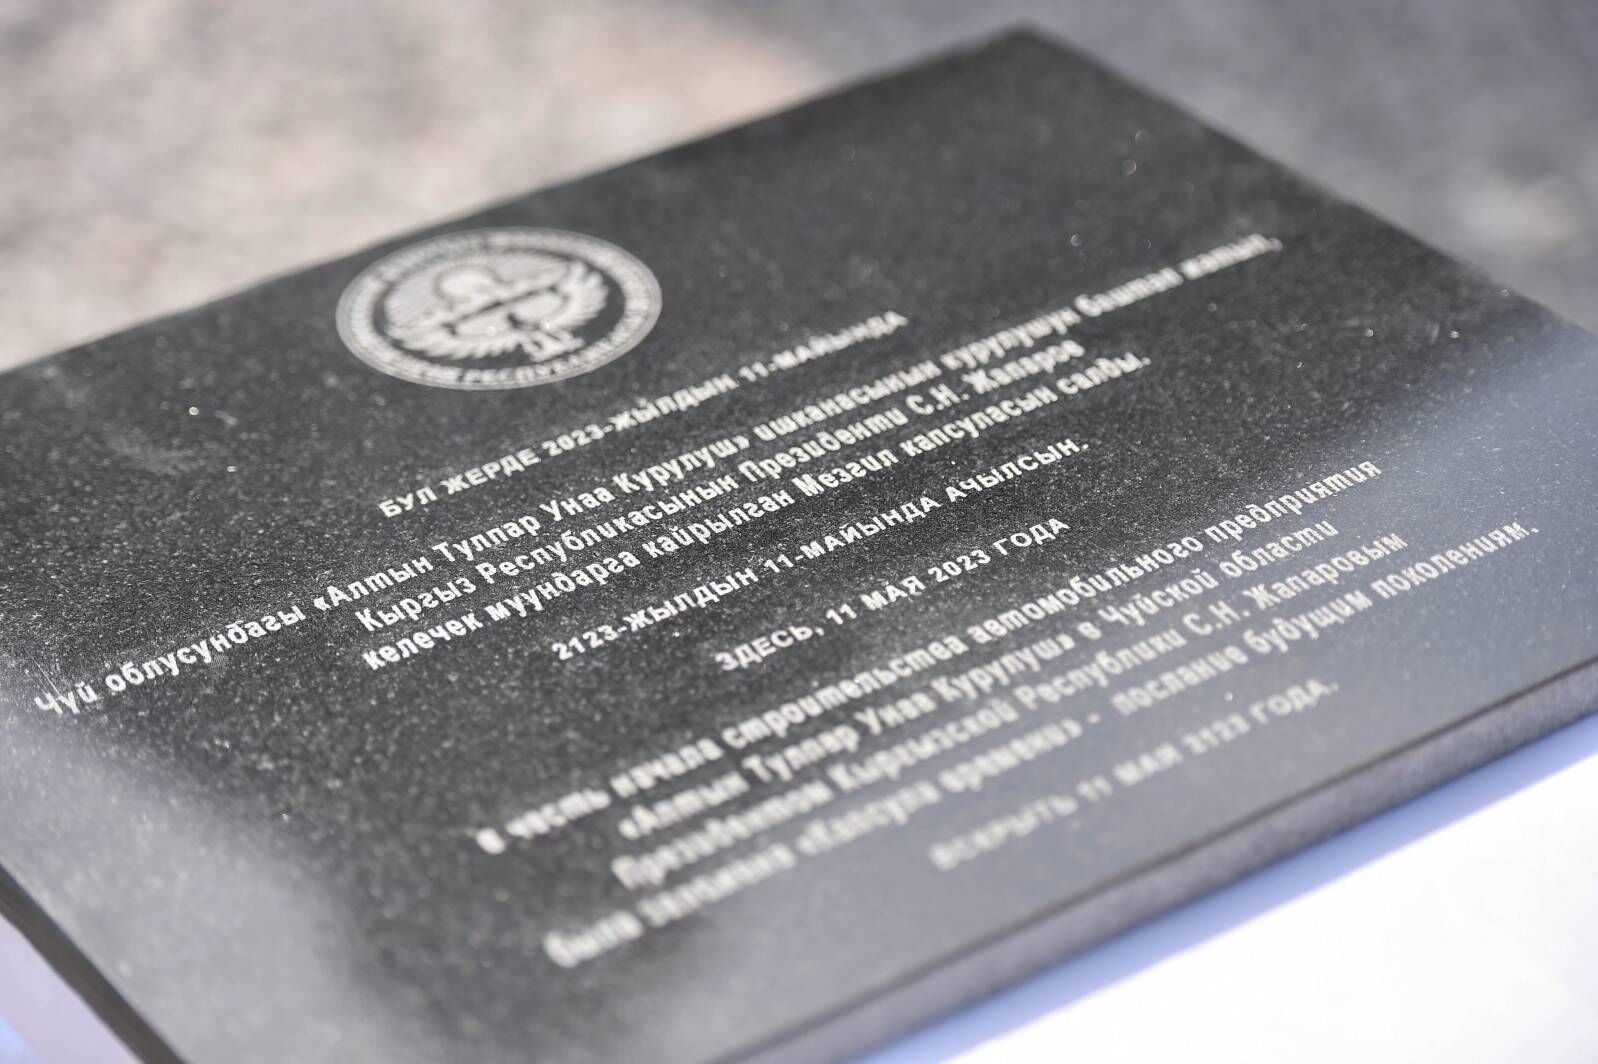 РЕСПУБЛИКАСЫ
БУЛ ЖЕРДЕ 2023-ЖЫЛДЫН 11-МАЙЫНДА
Чүй облусундагы «Алтын Тулпар Унаа Курулуш» ишканасынын курулушун баштап жатып,
Кыргыз Республикасынын Президенти С.Н. Жапаров
келечек муундарга кайрылган Мезгил капсуласын салды.
2123-ЖЫЛДЫН 11-МАЙЫНДА АЧЫЛСЫН.
ЗДЕСЬ, 11 МАЯ 2023 ГОДА
в честь начала строительства автомобильного предприятия
«Алтын Тулпар Унаа Курулуш» в Чуйской области
Президентом Кыргызской Республики С.Н. Жапаровым
была заложена «Капсула времени» - послание будущим поколениям.
ВСКРЫТЬ 11 МАЯ 2123 ГОДА.